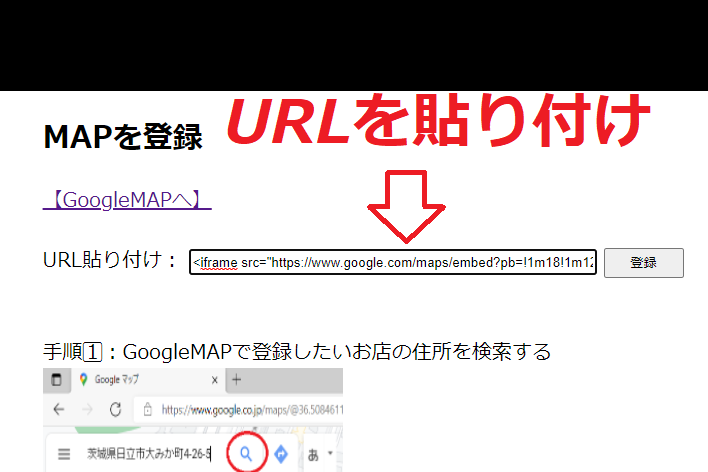 URLを貼り付け
MAPを登録
【GoogleMAPへ】
URL貼り付け： <iframe src="https://www.google.com/maps/embed?pb=!1m18!1m12 登録
手順1：GoogleMAPで登録したいお店の住所を検索する
Google マップ
https://www.google.co.jp/maps/@36.5084611
茨城県日立市大みか町4-26-5 あ